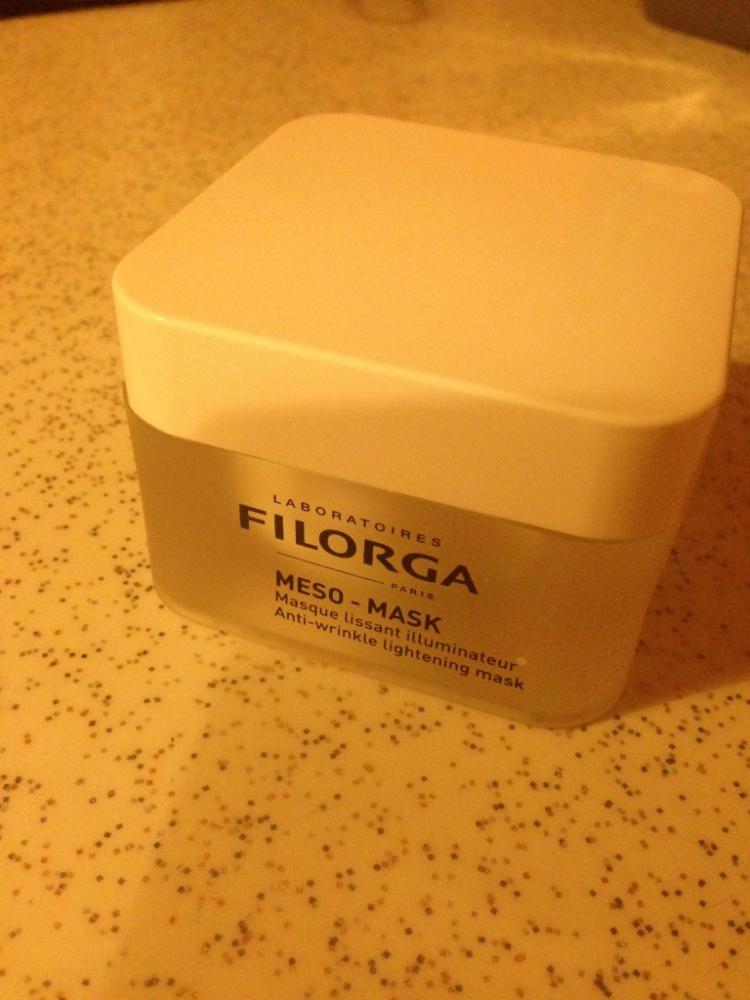 LABORATOIRES
FILORGA
PARIS
MESO-MASK
Masque lissant illuminateur
Anti-wrinkle lightening mask